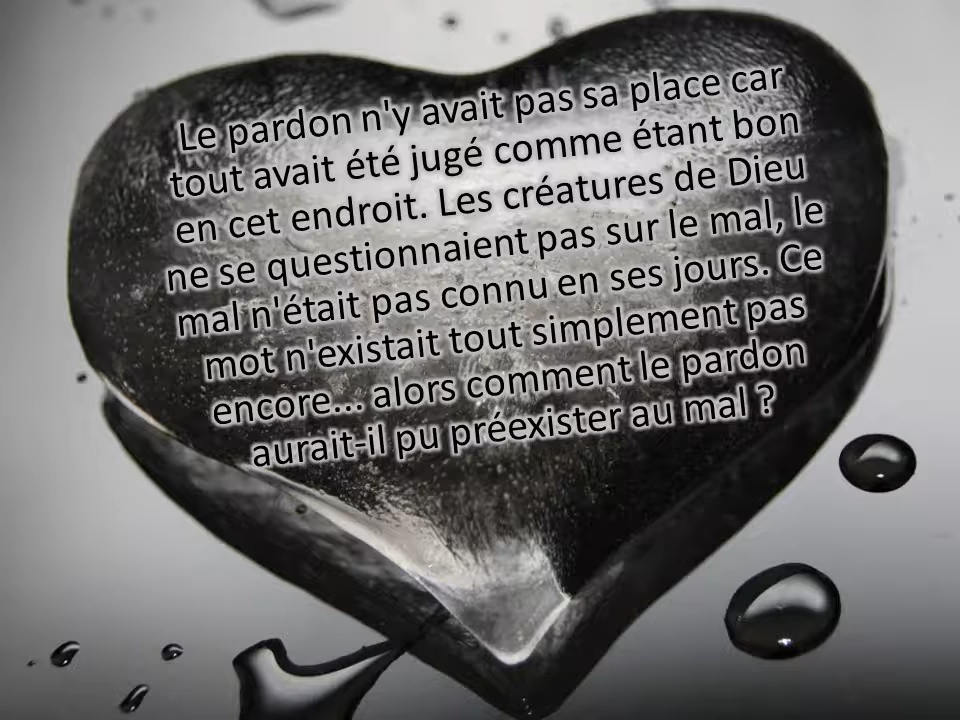 Le pardon n'y avait pas sa place car
tout avait été jugé comme étant bon
en cet endroit. Les créatures de Dieu
ne se questionnaient pas sur le mal, le
mal n'était pas connu en ses jours. Ce
mot n'existait tout simplement pas
encore... alors comment le pardon
aurait-il pu préexister au mal ?